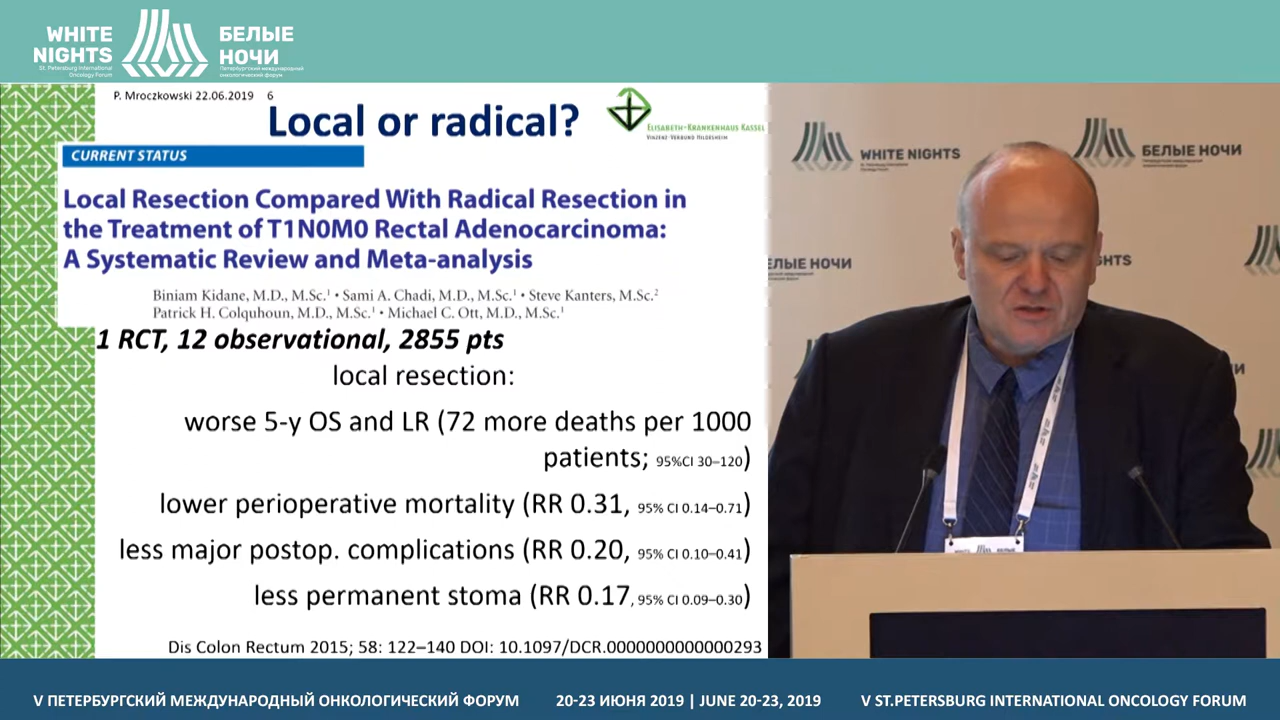 WHITE
NIGHTS
St. Petersburg International
Oncology Forum
БЕЛЫЕ
НОЧИ
Петербургский международный
онкологический форум
P. Mroczkowski 22.06.2019 6
Local or radical?
ELISABETH-KRANKENHAUS KASSEL
VINZENZ-VERBUND HILDESHEIM
CURRENT STATUS
Local Resection Compared With Radical Resection in
the Treatment of T1N0M0 Rectal Adenocarcinoma:
A Systematic Review and Meta-analysis
Biniam Kidane, M.D., M.Sc.¹ • Sami A. Chadi, M.D., M.Sc.¹ • Steve Kanters, M.Sc.²
Patrick H. Colquhoun, M.D., M.Sc.¹ • Michael C. Ott, M.D., M.Sc.¹
1 RCT, 12 observational, 2855 pts
local resection:
worse 5-y OS and LR (72 more deaths per 1000
patients; 95%CI 30–120)
lower perioperative mortality (RR 0.31, 95% CI 0.14–0.71)
less major postop. complications (RR 0.20, 95% CI 0.10–0.41)
less permanent stoma (RR 0.17, 95% CI 0.09–0.30)
Dis Colon Rectum 2015; 58: 122–140 DOI: 10.1097/DCR.0000000000000293
WHITE NIGHTS
БЕЛЫЕ НОЧИ
ЕЛЫЕ НОЧИ
GHTS
V ПЕТЕРБУРГСКИЙ МЕЖДУНАРОДНЫЙ ОНКОЛОГИЧЕСКИЙ ФОРУМ
20-23 ИЮНЯ 2019 | JUNE 20-23, 2019
V ST.PETERSBURG INTERNATIONAL ONCOLOGY FORUM